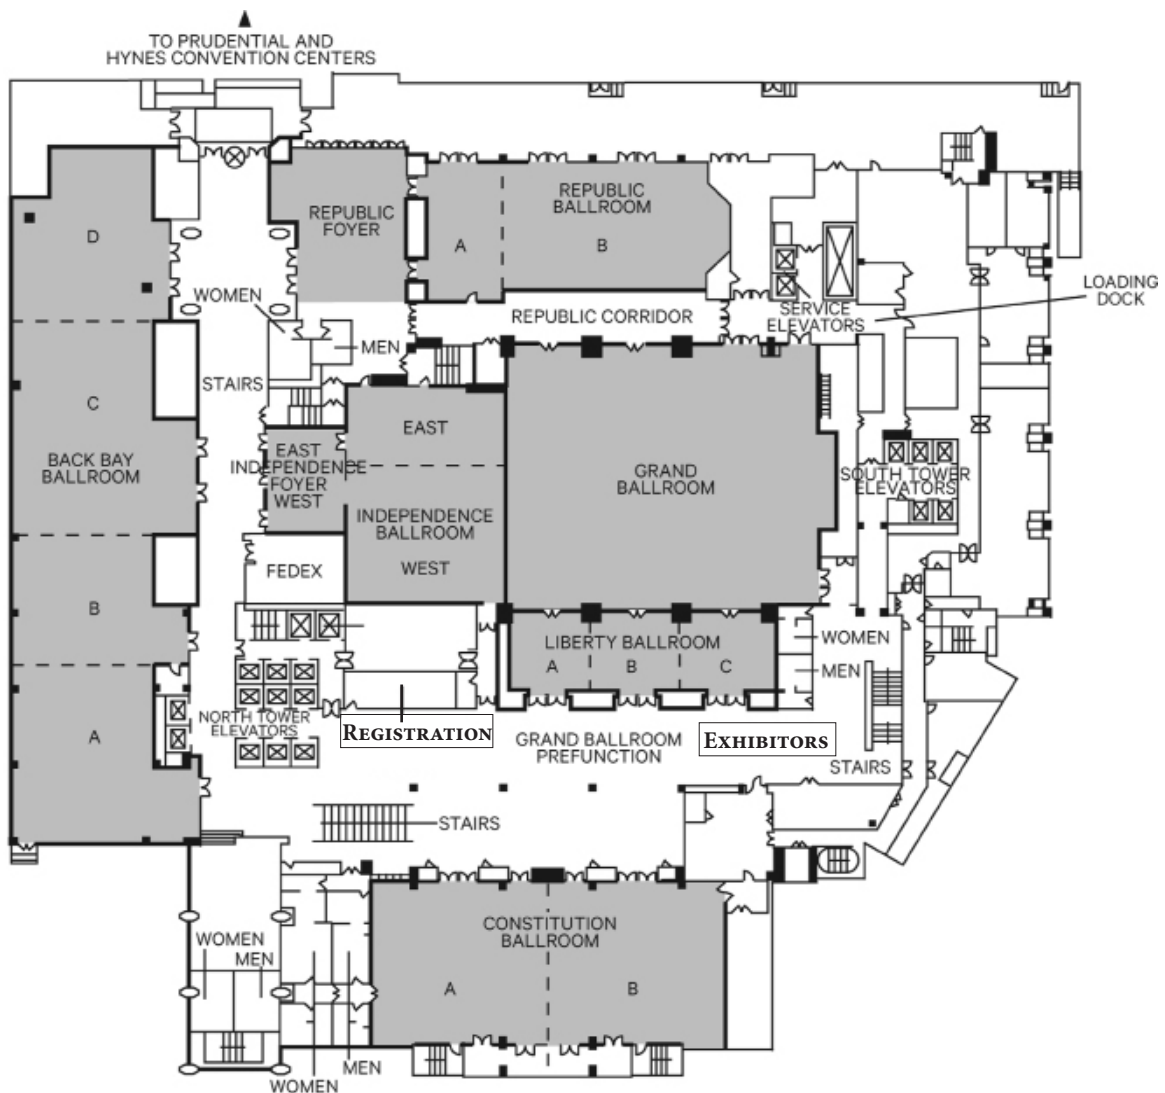 TO PRUDENTIAL AND
HYNES CONVENTION CENTERS
D
REPUBLIC
FOYER
REPUBLIC
BALLROOM
A
B
WOMEN
MEN
REPUBLIC CORRIDOR
SERVICE
ELEVATORS
LOADING
DOCK
STAIRS
C
BACK BAY
BALLROOM
EAST
EAST
INDEPENDENCE
FOYER
WEST
INDEPENDENCE
BALLROOM
WEST
GRAND
BALLROOM
SOUTH TOWER
ELEVATORS
FEDEX
B
LIBERTY BALLROOM
A
B
C
WOMEN
MEN
A
NORTH TOWER
ELEVATORS
REGISTRATION
GRAND BALLROOM
PREFUNCTION
EXHIBITORS
STAIRS
STAIRS
CONSTITUTION
BALLROOM
A
B
WOMEN
MEN
MEN
WOMEN